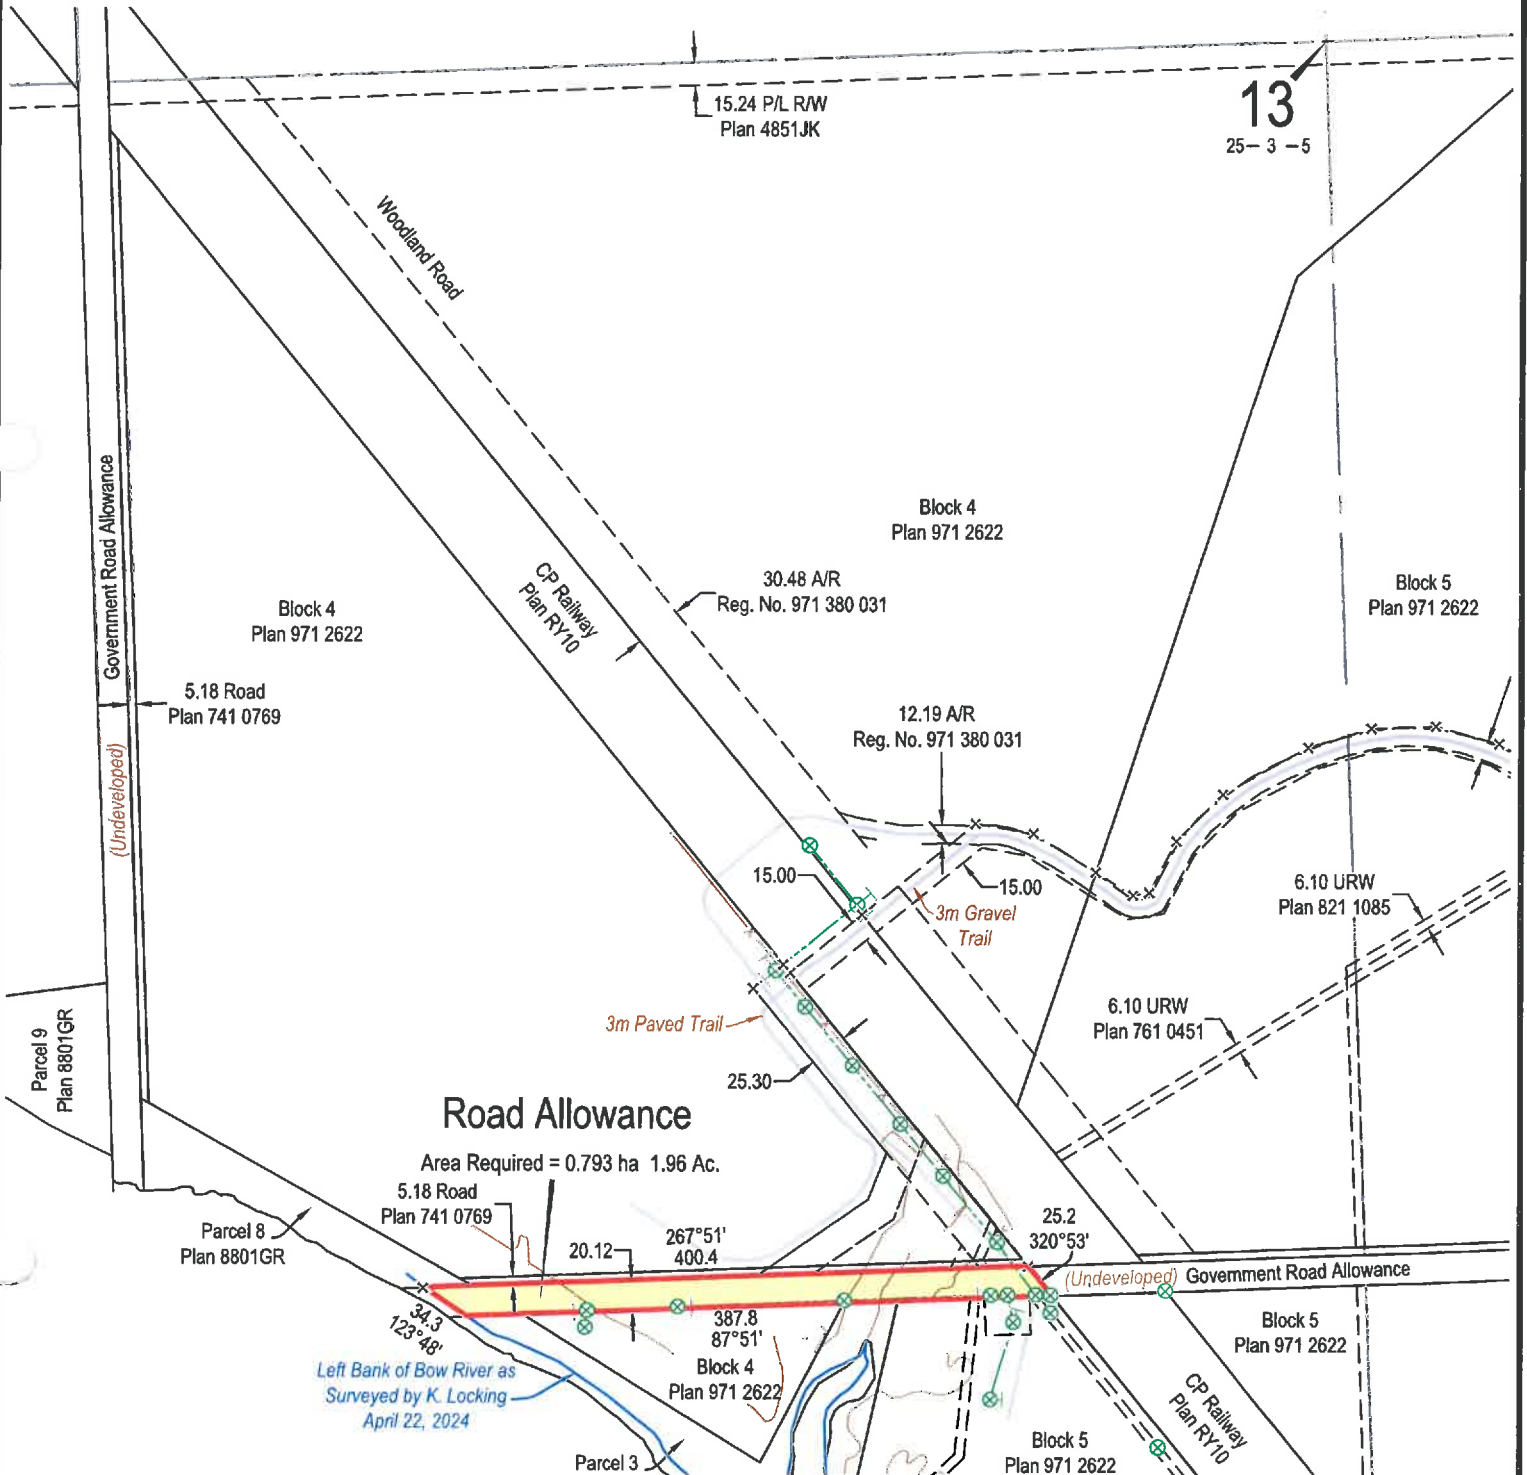 15.24 P/L R/W
Plan 4851JK
13
25- 3 -5
Woodland Road
Government Road Allowance
(Undeveloped)
Block 4
Plan 971 2622
Block 4
Plan 971 2622
CP Railway
Plan RY10
30.48 A/R
Reg. No. 971 380 031
Block 5
Plan 971 2622
5.18 Road
Plan 741 0769
12.19 A/R
Reg. No. 971 380 031
15.00
15.00
3m Gravel
Trail
6.10 URW
Plan 821 1085
6.10 URW
Plan 761 0451
3m Paved Trail
25.30
Parcel 9
Plan 8801GR
Road Allowance
Area Required = 0.793 ha 1.96 Ac.
5.18 Road
Plan 741 0769
20.12
267°51'
400.4
25.2
320°53'
Parcel 8
Plan 8801GR
(Undeveloped) Government Road Allowance
34.3
123°48'
387.8
87°51'
Block 4
Plan 971 2622
Block 5
Plan 971 2622
Left Bank of Bow River as
Surveyed by K. Locking
April 22, 2024
CP Railway
Plan RY10
Parcel 3
Block 5
Plan 971 2622